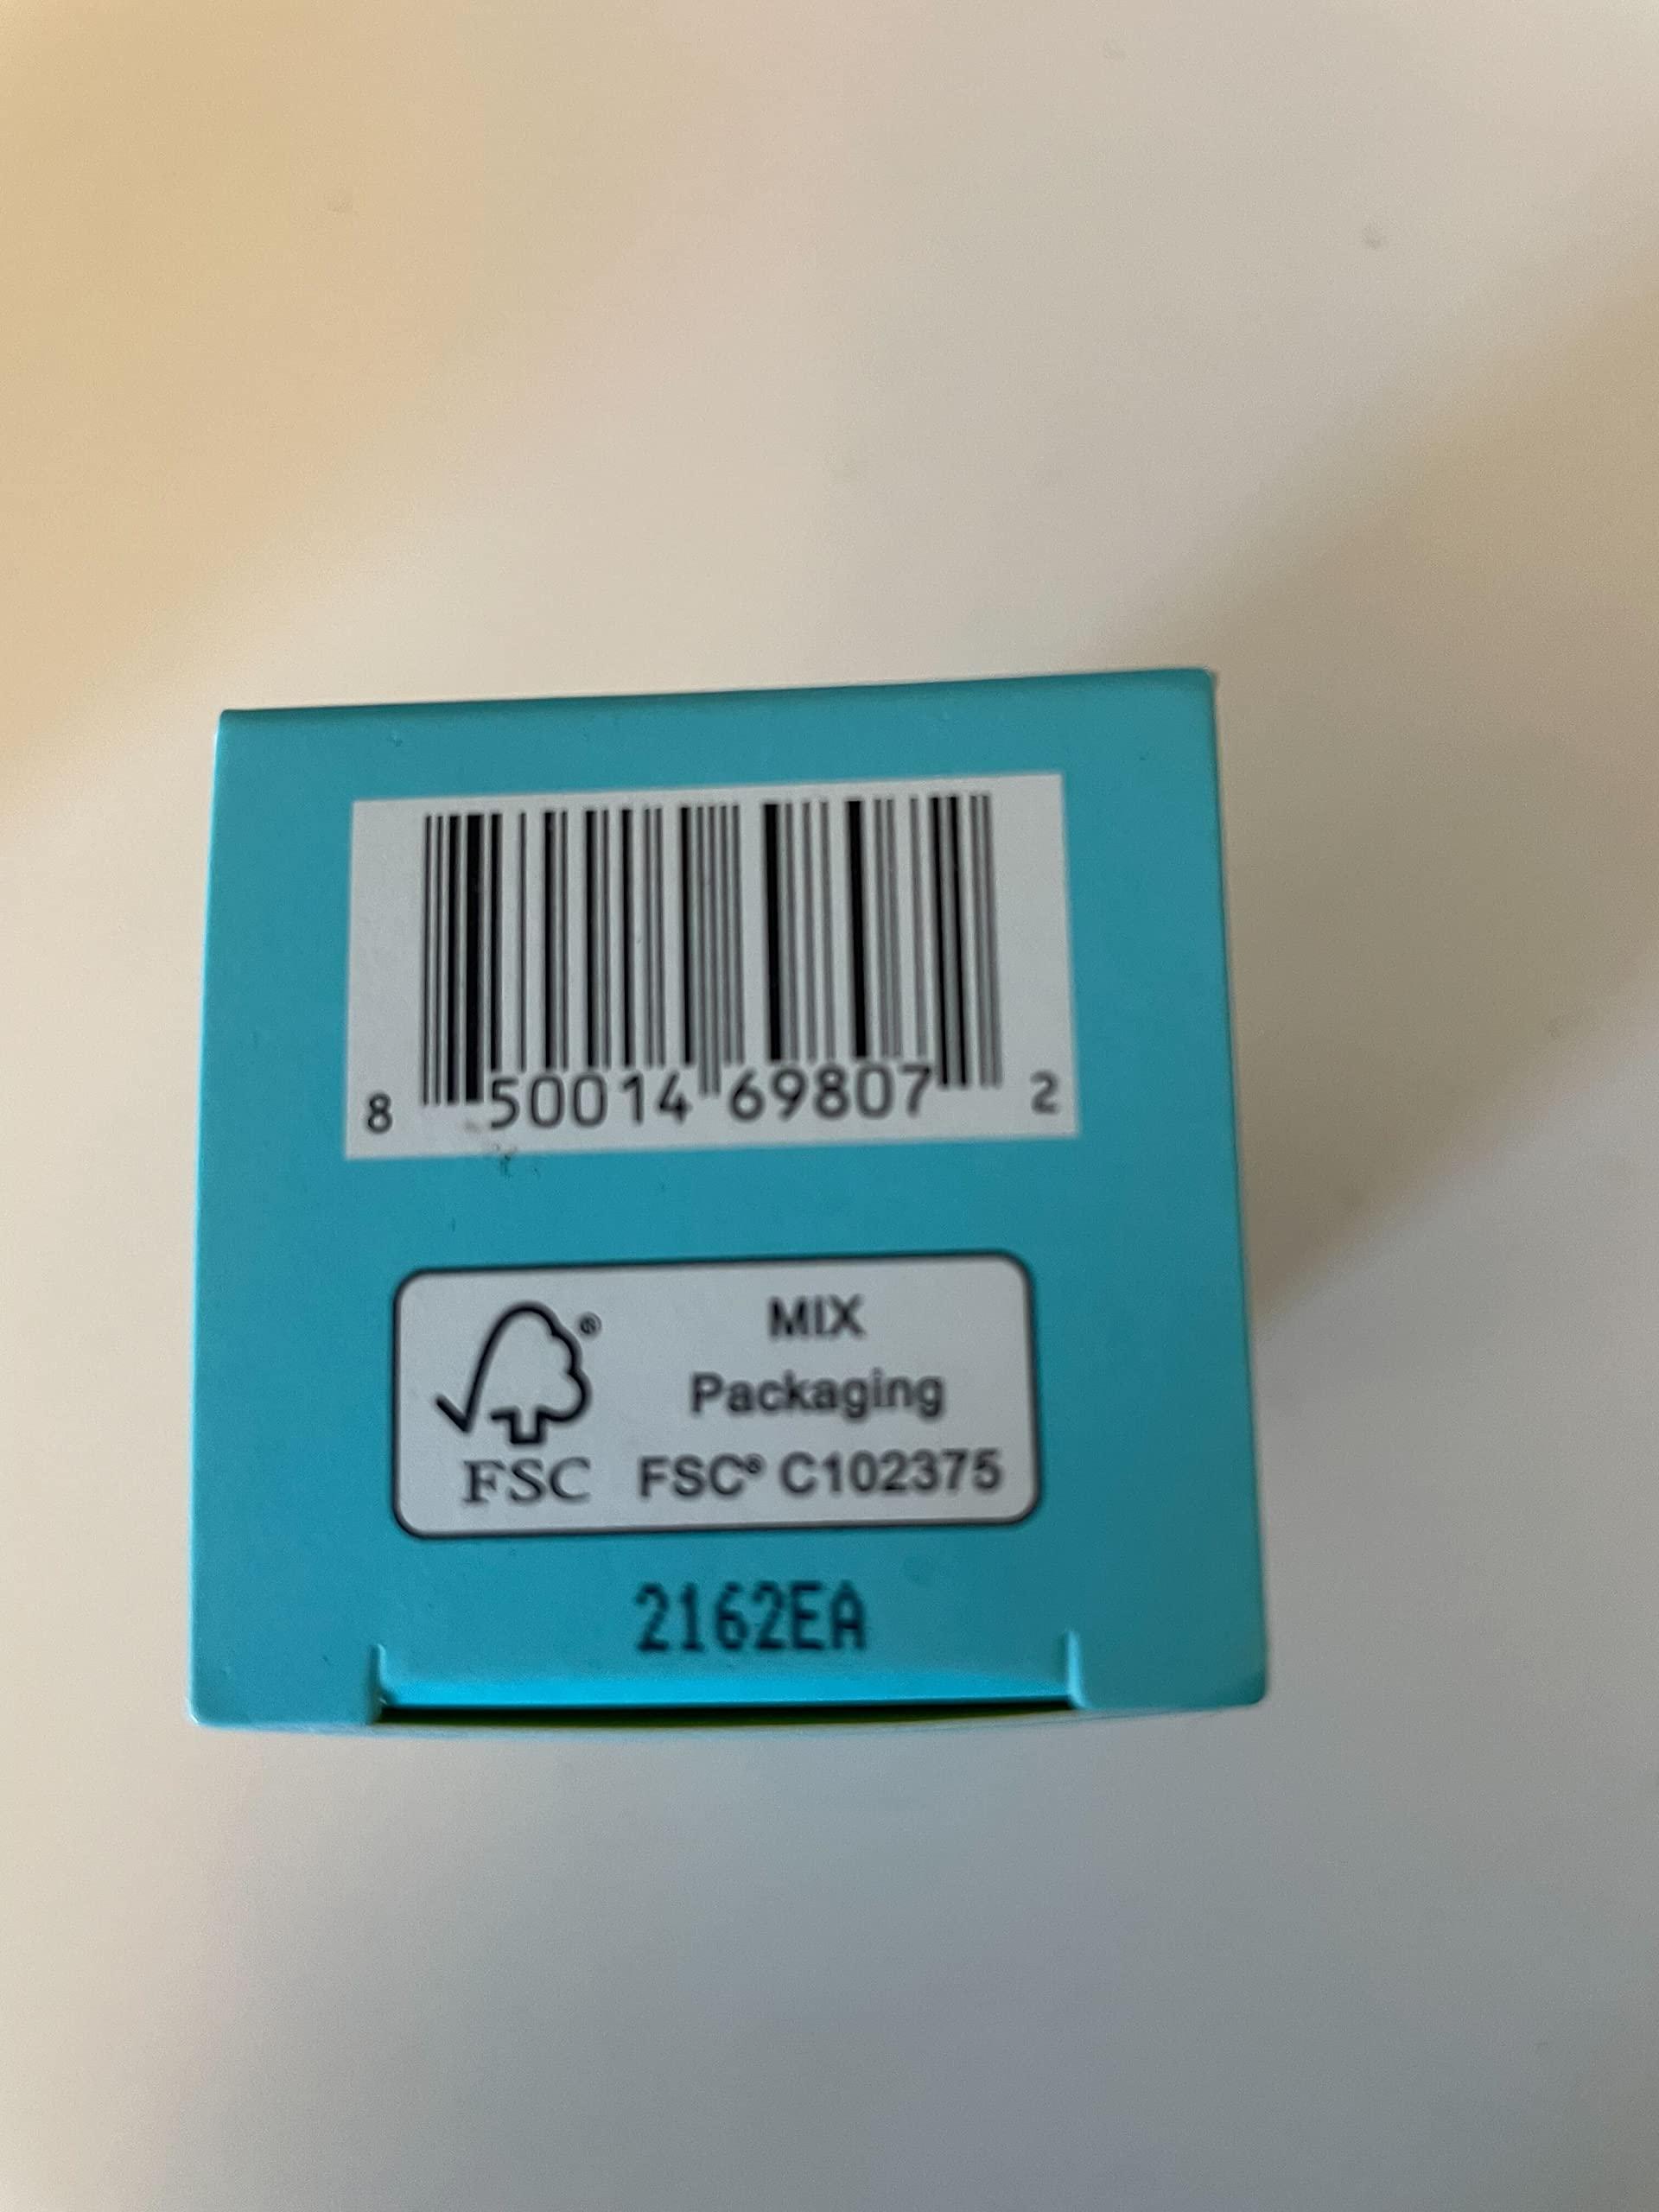 8 50014 69807 2
® MIX
Packaging
FSC FSC® C102375
2162EA